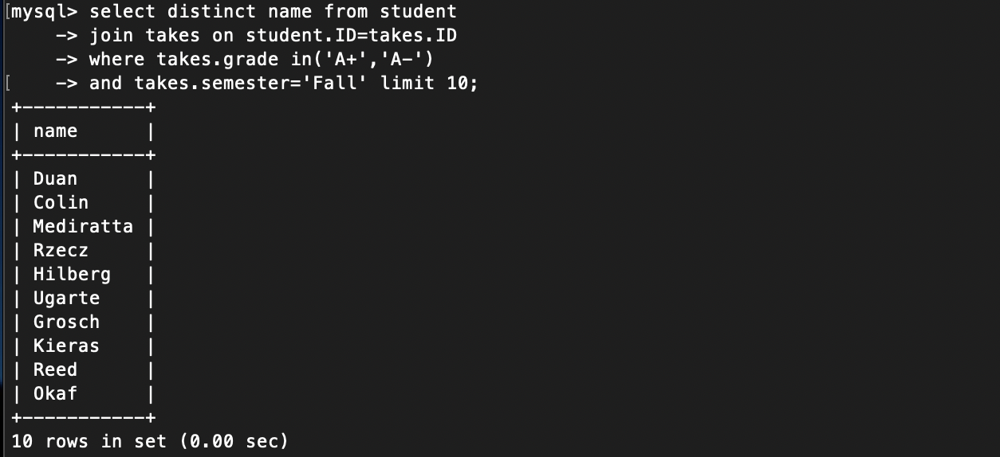 [mysql> select distinct name from student
    -> join takes on student.ID=takes.ID
    -> where takes.grade in('A+','A-')
[    -> and takes.semester='Fall' limit 10;
+-----------+
| name      |
+-----------+
| Duan      |
| Colin     |
| Mediratta |
| Rzecz     |
| Hilberg   |
| Ugarte    |
| Grosch    |
| Kieras    |
| Reed      |
| Okaf      |
+-----------+
10 rows in set (0.00 sec)